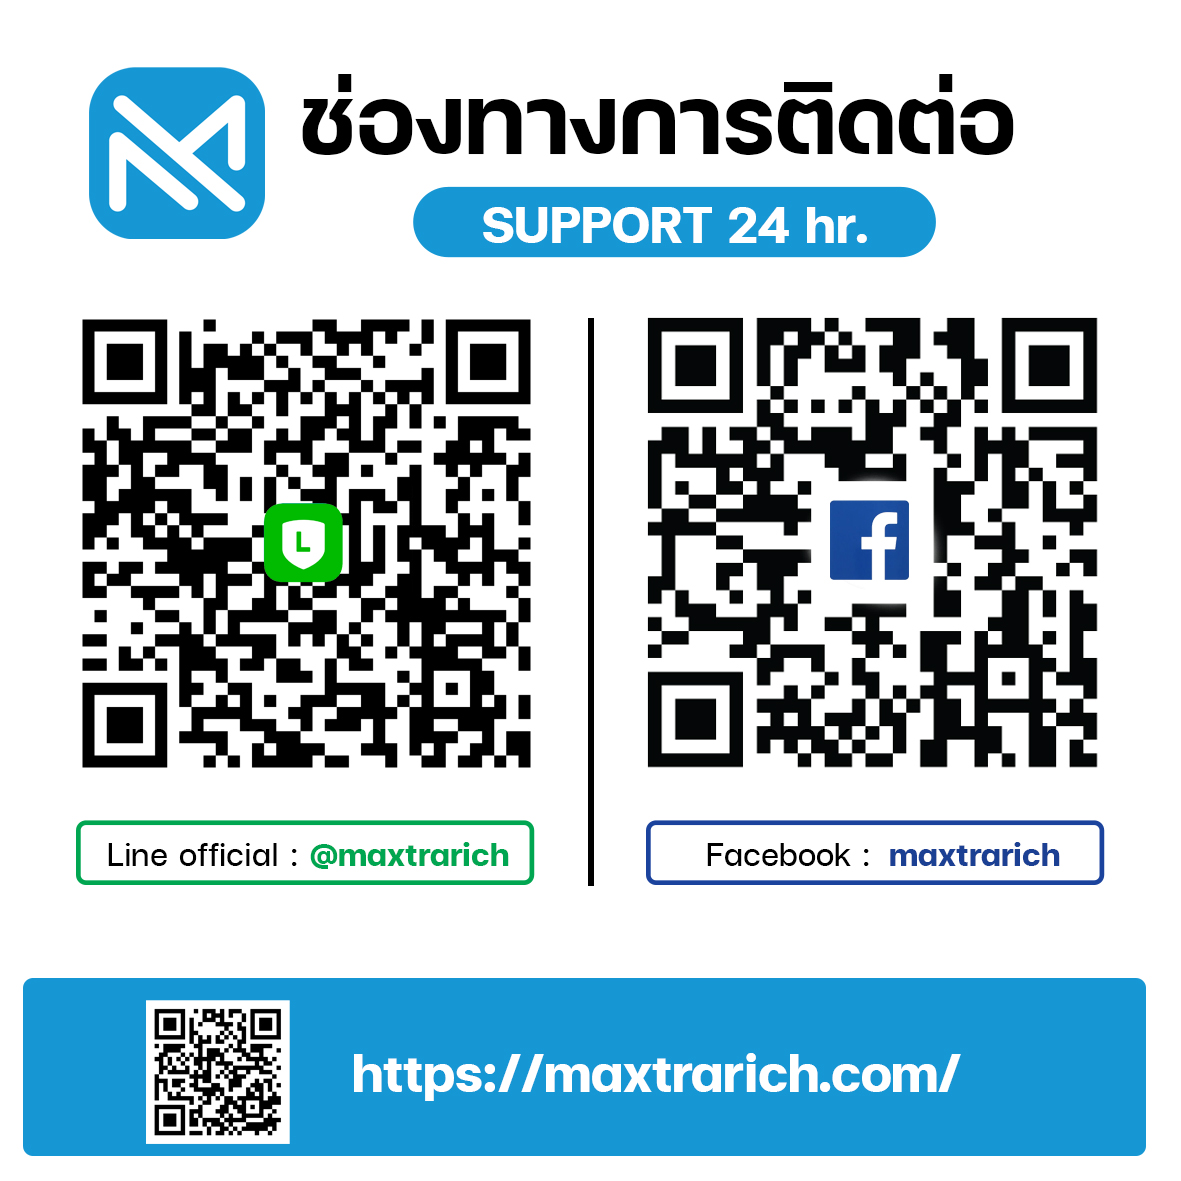 ช่องทางการติดต่อ
SUPPORT 24 hr.
L
Line official : @maxtrarich
Facebook : maxtrarich
https://maxtrarich.com/